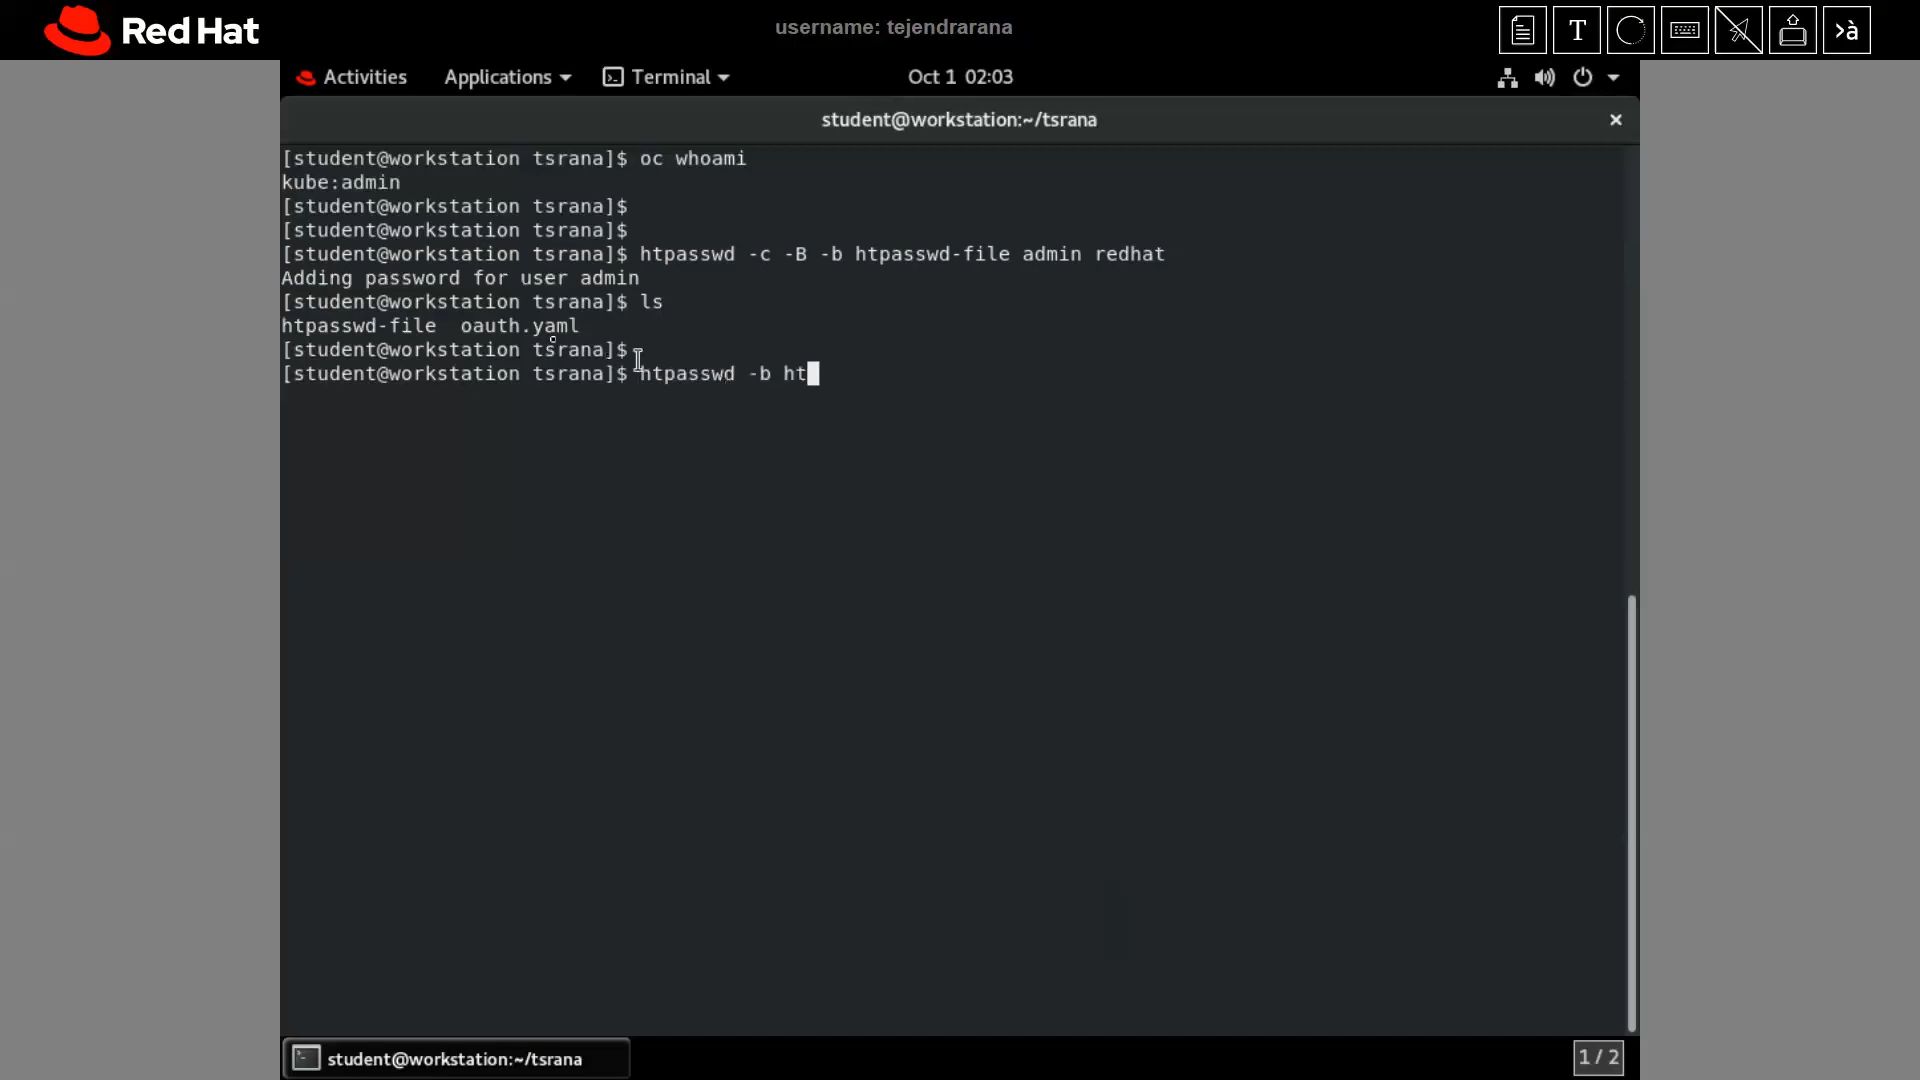 Red Hat
username: tejendrarana
T
>à
Activities Applications Terminal Oct 1 02:03
student@workstation:~/tsrana ×
[student@workstation tsrana]$ oc whoami
kube:admin
[student@workstation tsrana]$
[student@workstation tsrana]$
[student@workstation tsrana]$ htpasswd -c -B -b htpasswd-file admin redhat
Adding password for user admin
[student@workstation tsrana]$ ls
htpasswd-file oauth.yaml
[student@workstation tsrana]$
[student@workstation tsrana]$ htpasswd -b ht
student@workstation:~/tsrana
1 / 2